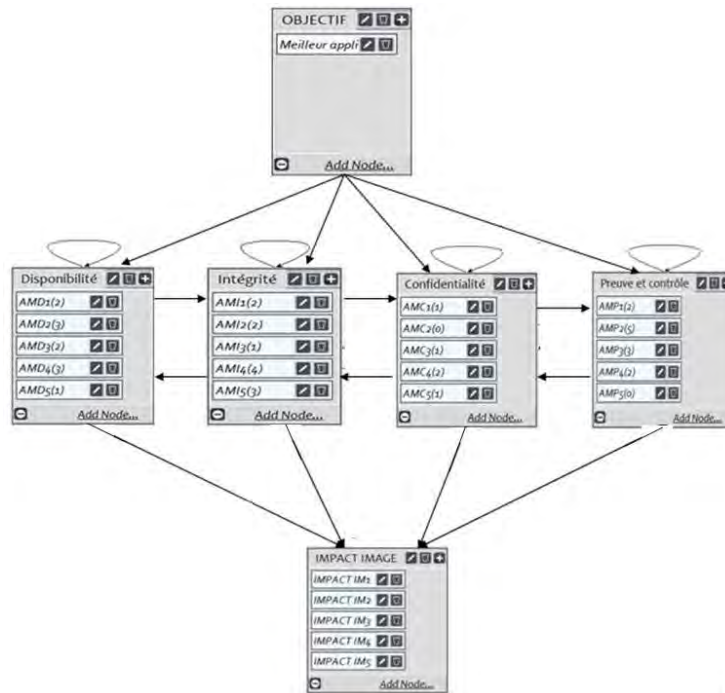 OBJECTIF
Meilleur appli
Add Node...
Disponibilité
AMD1(2)
AMD2(3)
AMD3(2)
AMD4(3)
AMD5(1)
Add Node...
Intégrité
AMI1(2)
AMI2(2)
AMI3(1)
AMI4(4)
AMI5(3)
Add Node...
Confidentialité
AMC1(1)
AMC2(0)
AMC3(1)
AMC4(2)
AMC5(1)
Add Node...
Preuve et contrôle
AMP1(2)
AMP2(5)
AMP3(3)
AMP4(2)
AMP5(0)
Add Node...
IMPACT IMAGE
IMPACT IM1
IMPACT IM2
IMPACT IM3
IMPACT IM4
IMPACT IM5
Add Node...